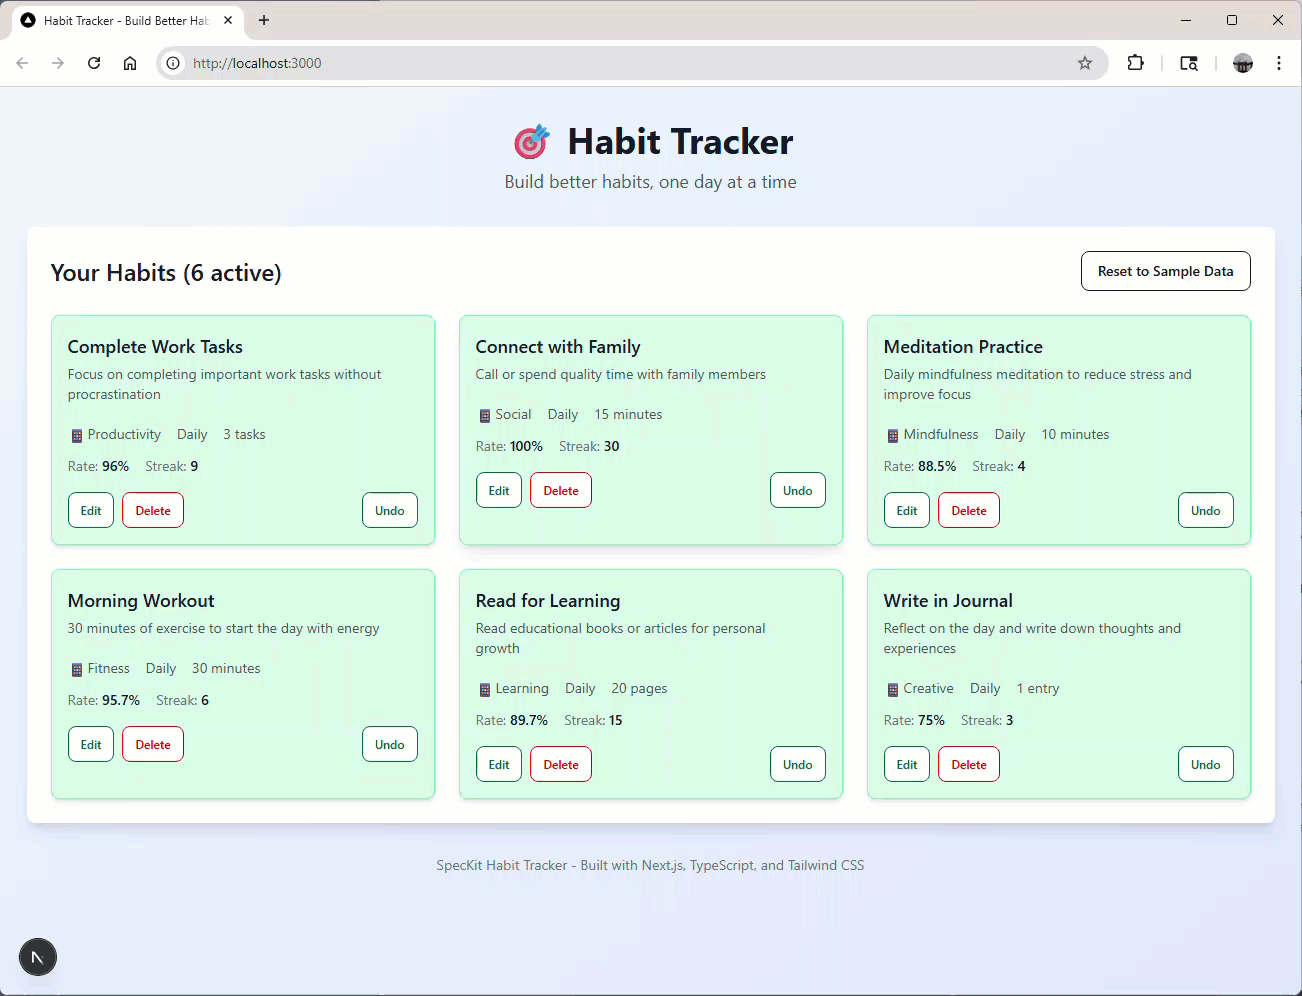 Habit Tracker - Build Better Hab
http://localhost:3000
Habit Tracker
Build better habits, one day at a time
Your Habits (6 active)
Reset to Sample Data
Complete Work Tasks
Focus on completing important work tasks without
procrastination
Productivity Daily 3 tasks
Rate: 96% Streak: 9
Edit Delete Undo
Connect with Family
Call or spend quality time with family members
Social Daily 15 minutes
Rate: 100% Streak: 30
Edit Delete Undo
Meditation Practice
Daily mindfulness meditation to reduce stress and
improve focus
Mindfulness Daily 10 minutes
Rate: 88.5% Streak: 4
Edit Delete Undo
Morning Workout
30 minutes of exercise to start the day with energy
Fitness Daily 30 minutes
Rate: 95.7% Streak: 6
Edit Delete Undo
Read for Learning
Read educational books or articles for personal
growth
Learning Daily 20 pages
Rate: 89.7% Streak: 15
Edit Delete Undo
Write in Journal
Reflect on the day and write down thoughts and
experiences
Creative Daily 1 entry
Rate: 75% Streak: 3
Edit Delete Undo
SpecKit Habit Tracker - Built with Next.js, TypeScript, and Tailwind CSS
N